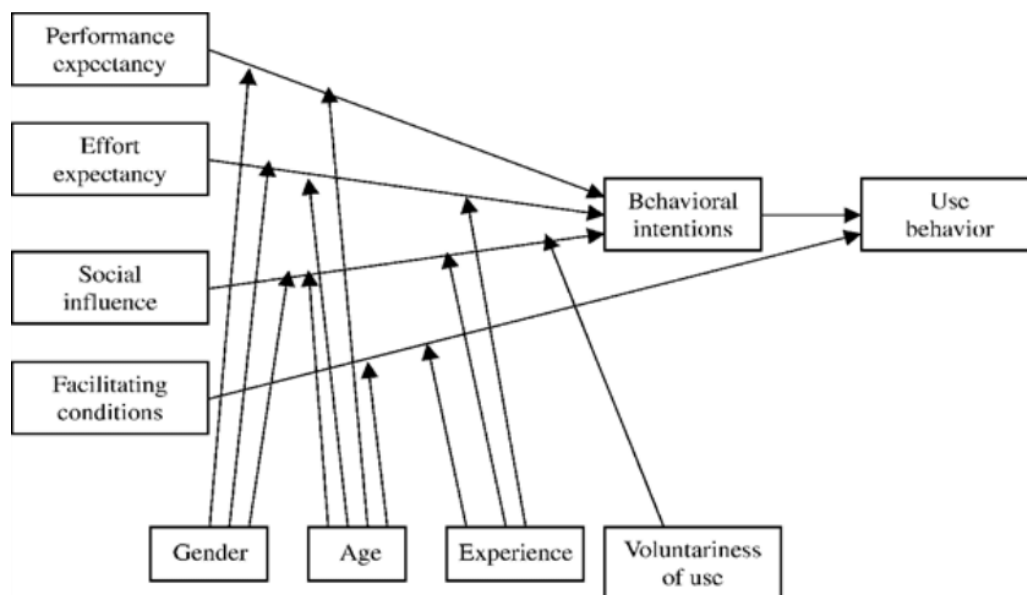 Performance
expectancy
Effort
expectancy
Social
influence
Facilitating
conditions
Behavioral
intentions
Use
behavior
Gender
Age
Experience
Voluntariness
of use